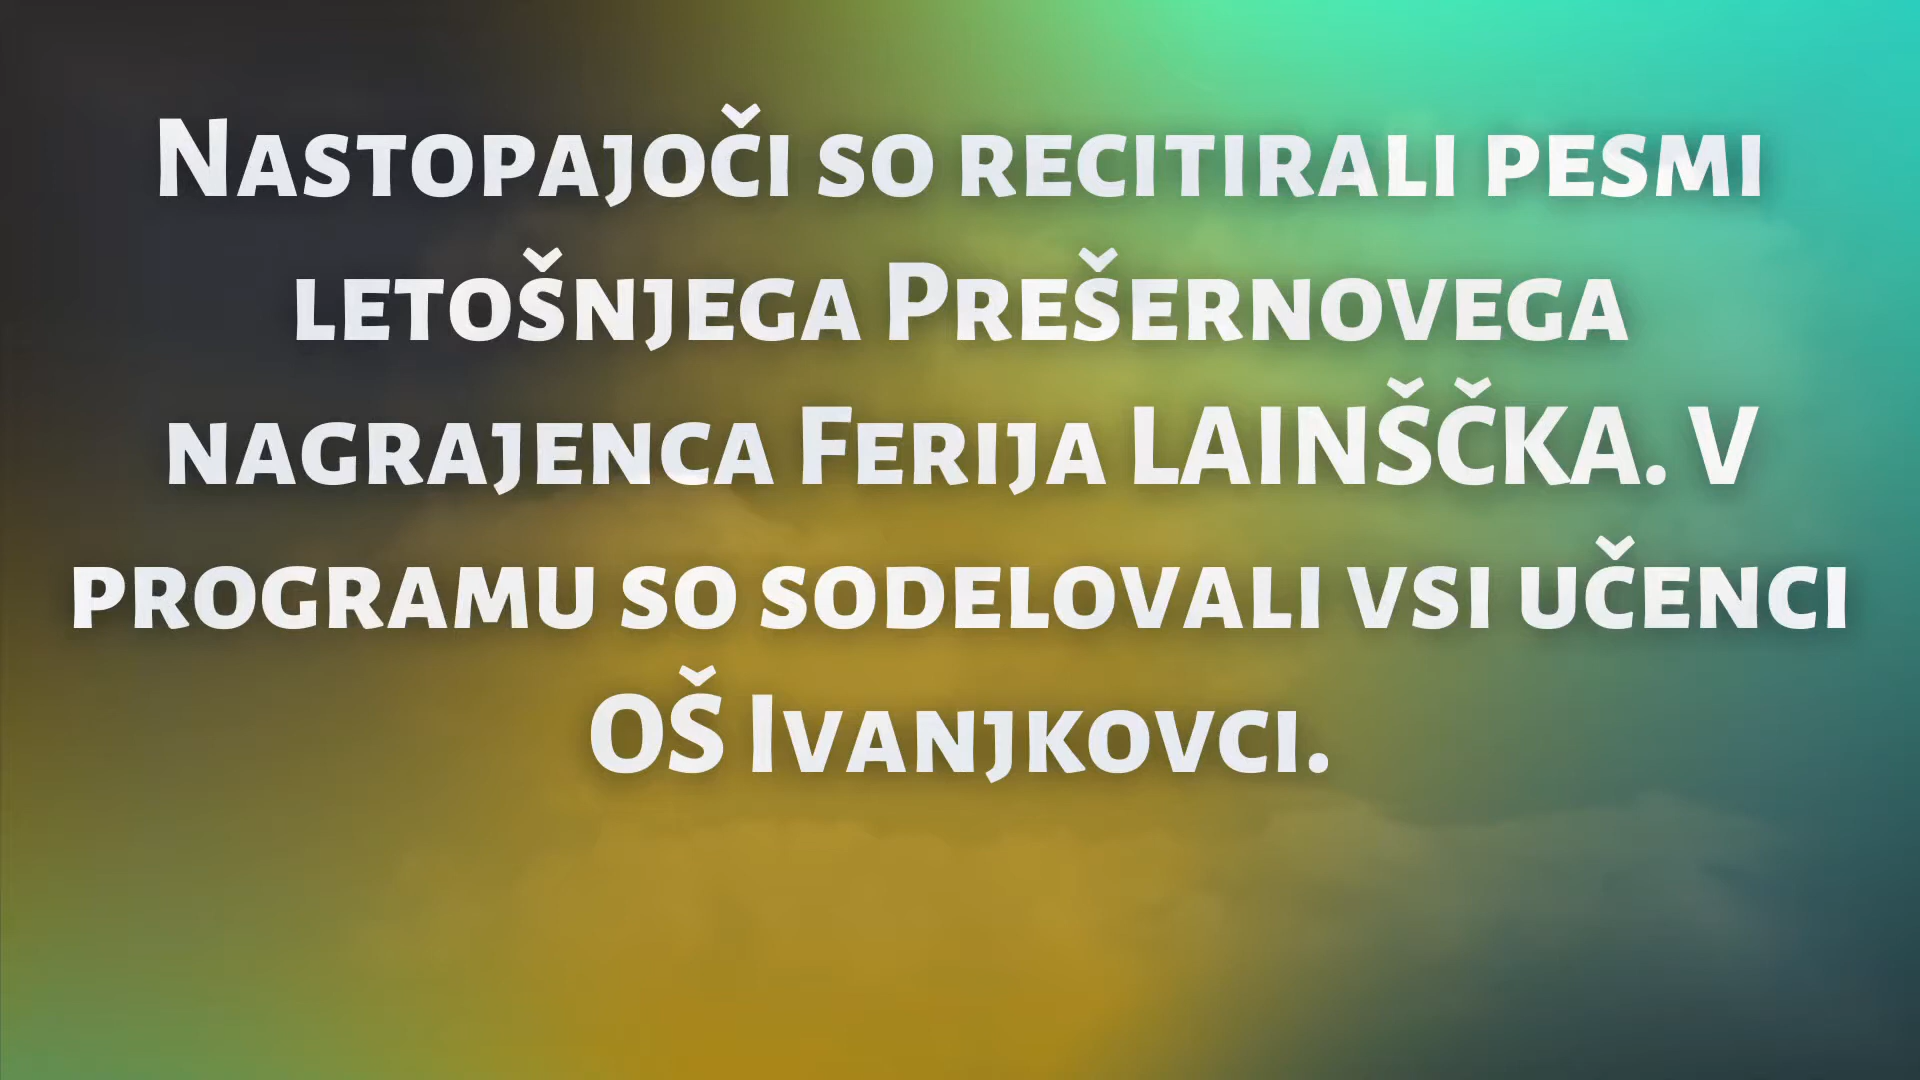 Nastopajoči so recitirali pesmi
letošnjega Prešernovega
nagrajenca Ferija LAINŠČKA. V
programu so sodelovali vsi učenci
OŠ Ivanjkovci.